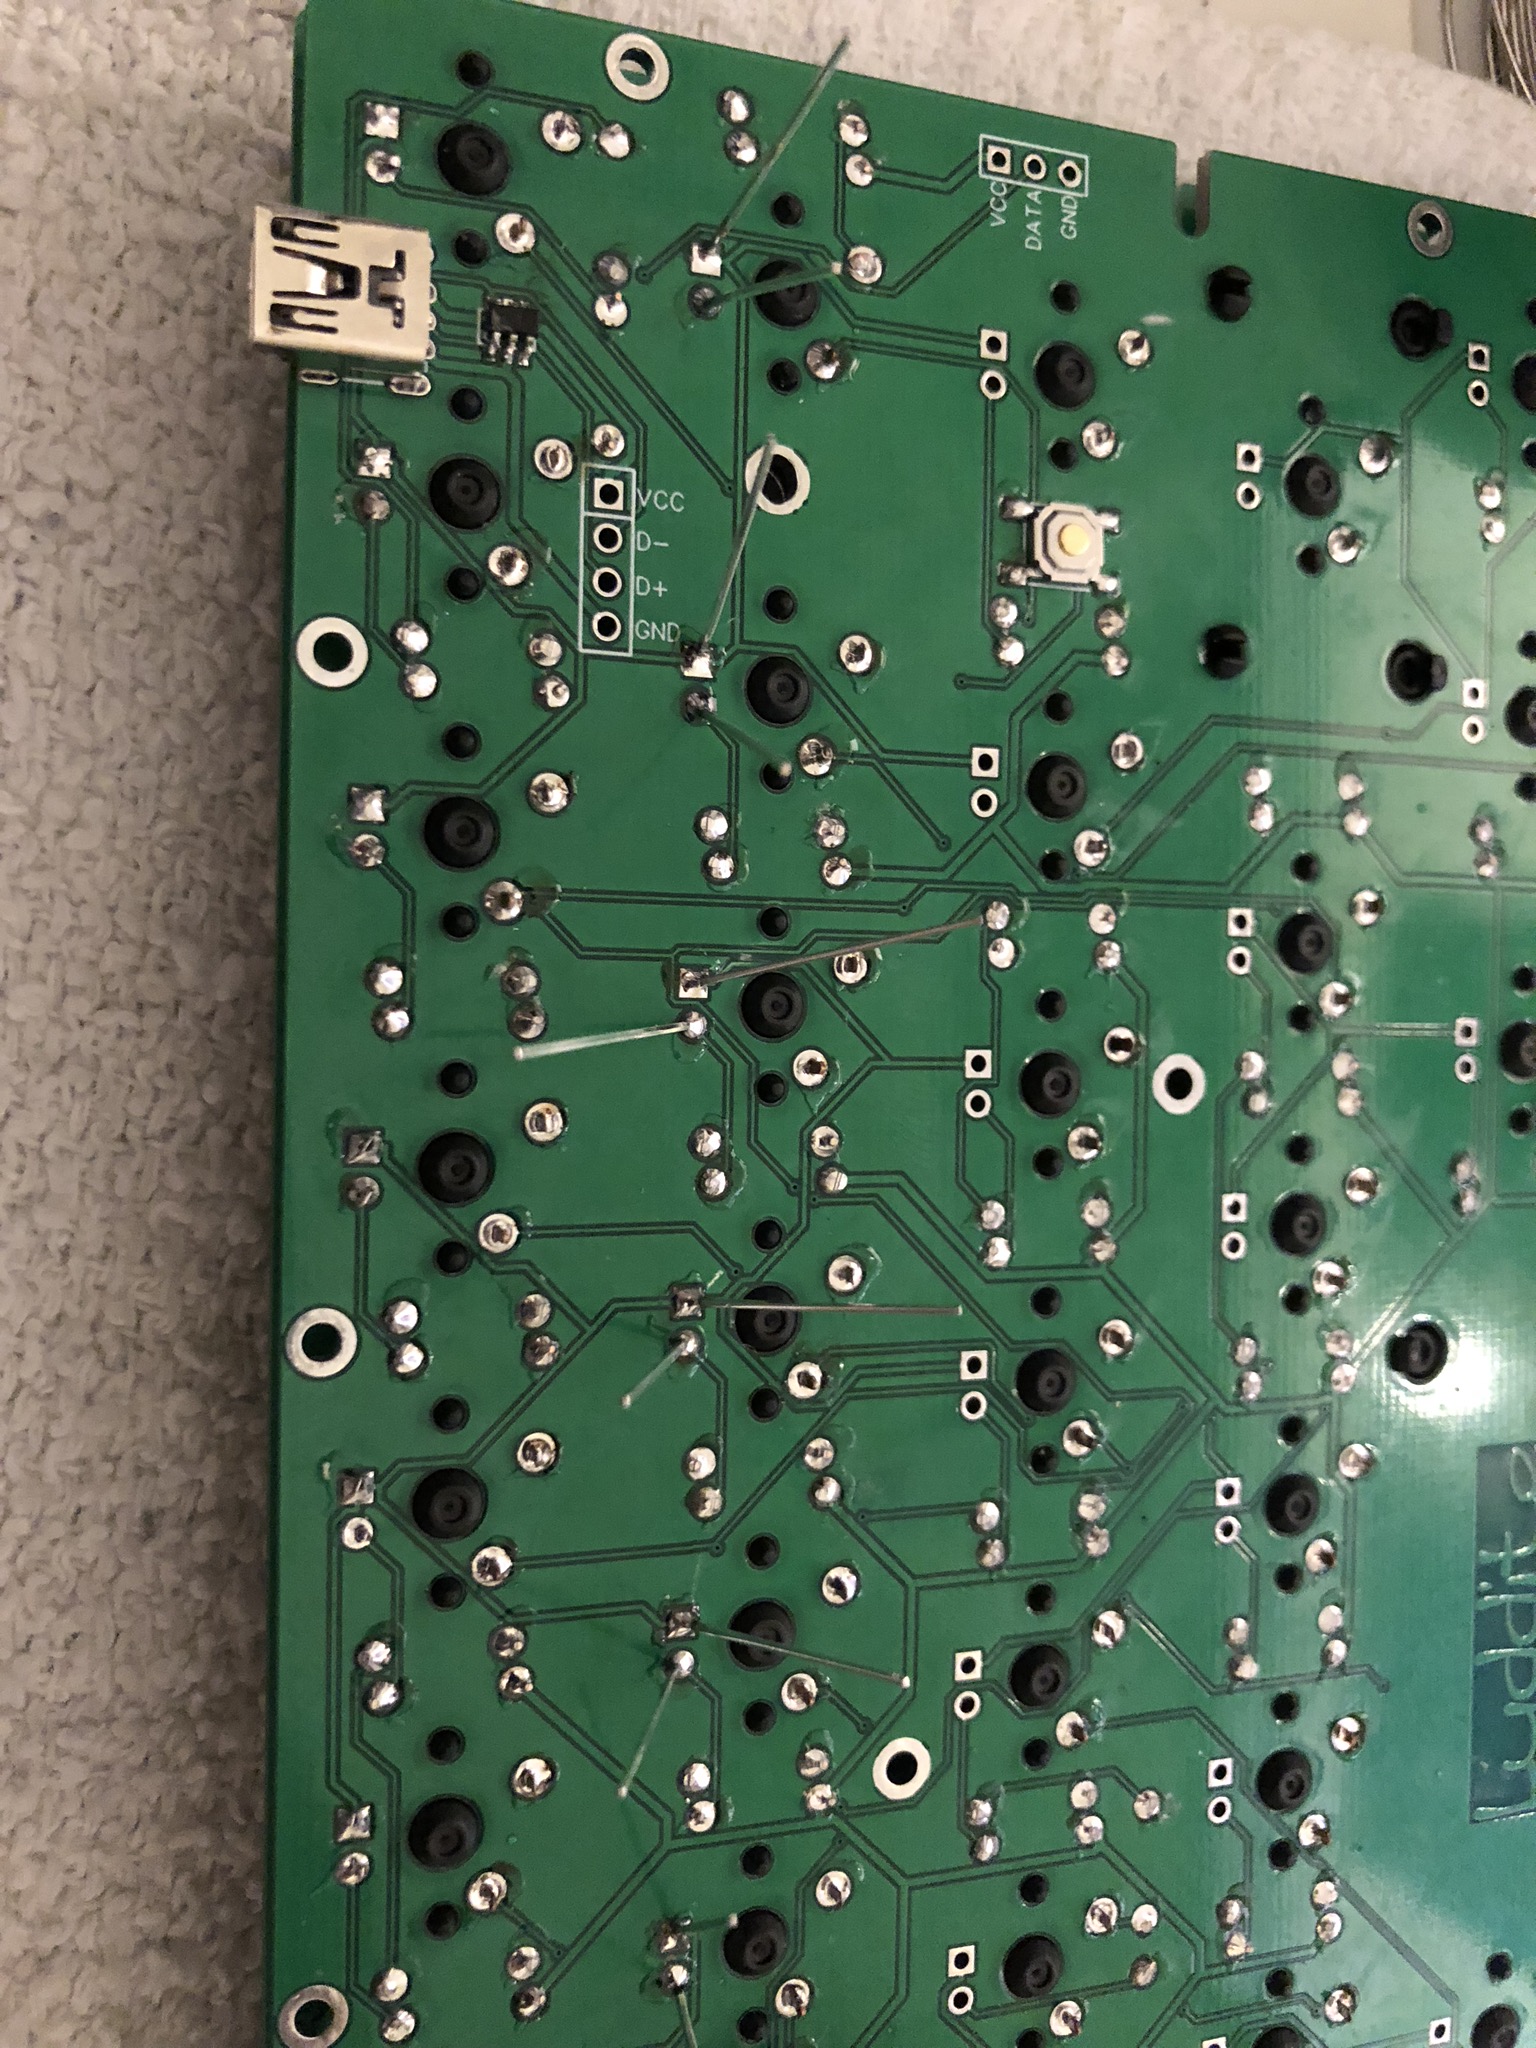 VCC
DATA
GND
VCC
D-
D+
GND